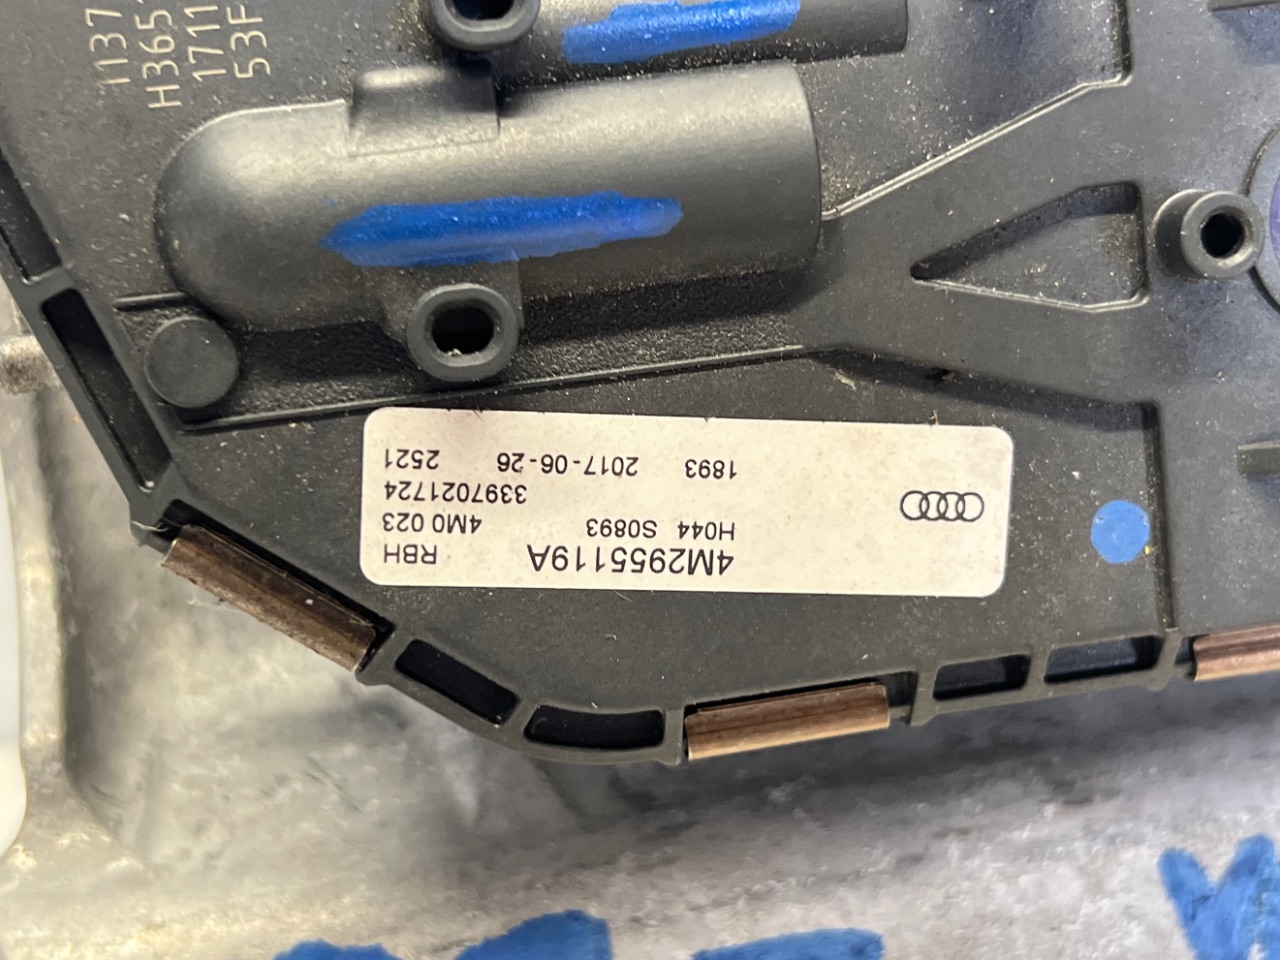 1137
H365
1711
53F
4M2955119A RBH
H044 S0893 4M0 023
3397021724
1893 2017-06-26 2521